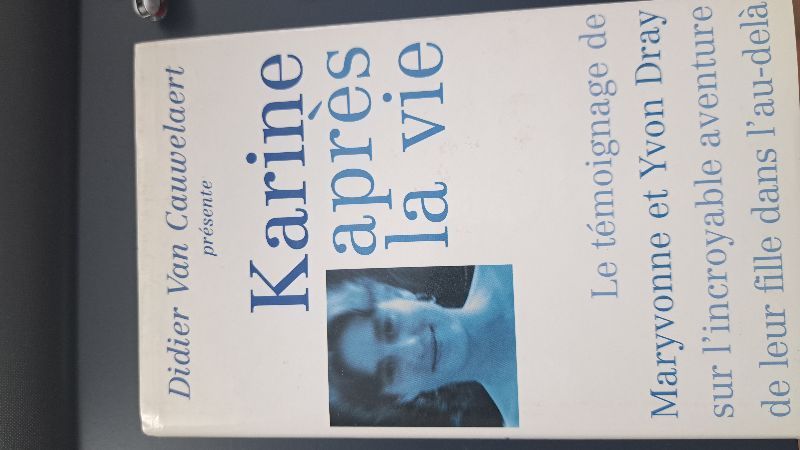 Didier Van Cauwelaert
présente
Karine
après
la vie
Le témoignage de
Maryvonne et Yvon Dray
sur l'incroyable aventure
de leur fille dans l'au-delà